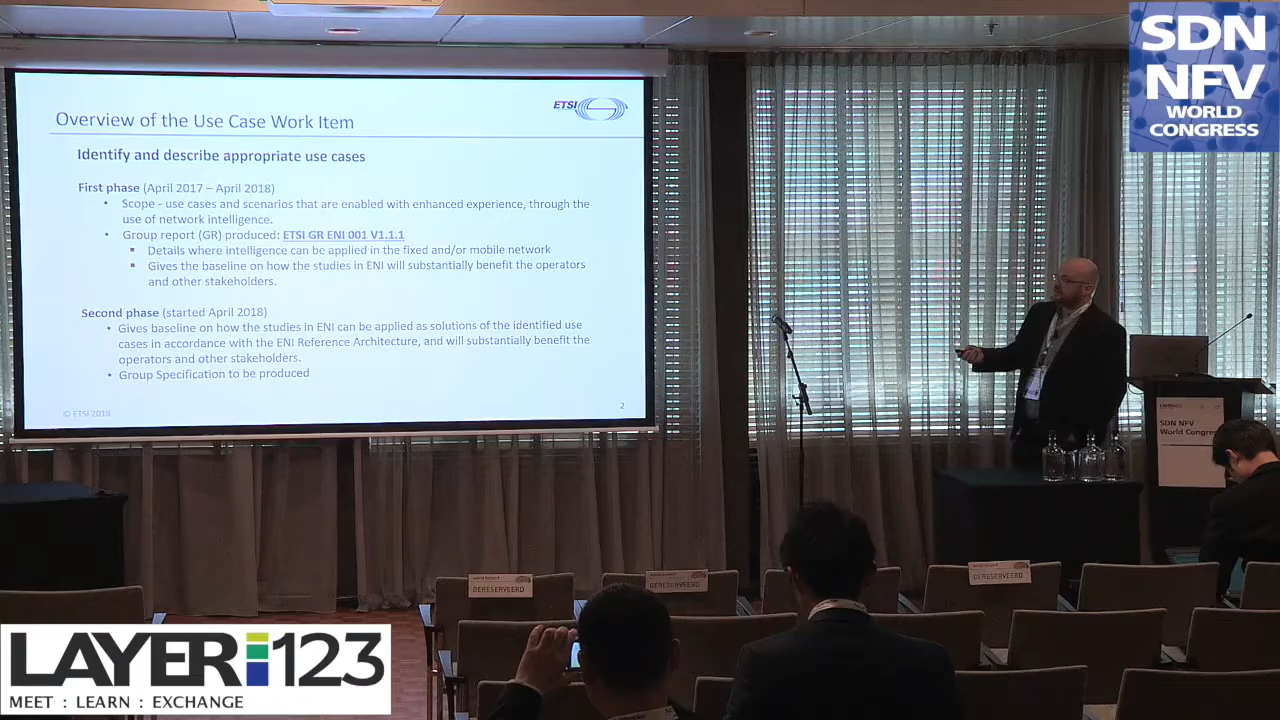 SDN
NFV
WORLD
CONGRESS
ETSI
Overview of the Use Case Work Item
Identify and describe appropriate use cases
First phase (April 2017 – April 2018)
• Scope - use cases and scenarios that are enabled with enhanced experience, through the
use of network intelligence.
• Group report (GR) produced: ETSI GR ENI 001 V1.1.1
▪ Details where intelligence can be applied in the fixed and/or mobile network
▪ Gives the baseline on how the studies in ENI will substantially benefit the operators
and other stakeholders.
Second phase (started April 2018)
• Gives baseline on how the studies in ENI can be applied as solutions of the identified use
cases in accordance with the ENI Reference Architecture, and will substantially benefit the
operators and other stakeholders.
• Group Specification to be produced
© ETSI 2018
2
SDN NFV
World Congress
GERESERVEERD
GERESERVEERD
GERESERVEERD
LAYER 123
MEET : LEARN : EXCHANGE